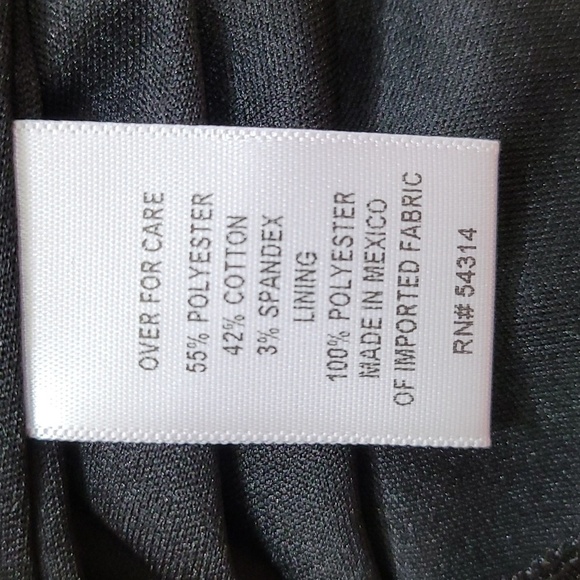 OVER FOR CARE
55% POLYESTER
42% COTTON
3% SPANDEX
LINING
100% POLYESTER
MADE IN MEXICO
OF IMPORTED FABRIC
RN# 54314